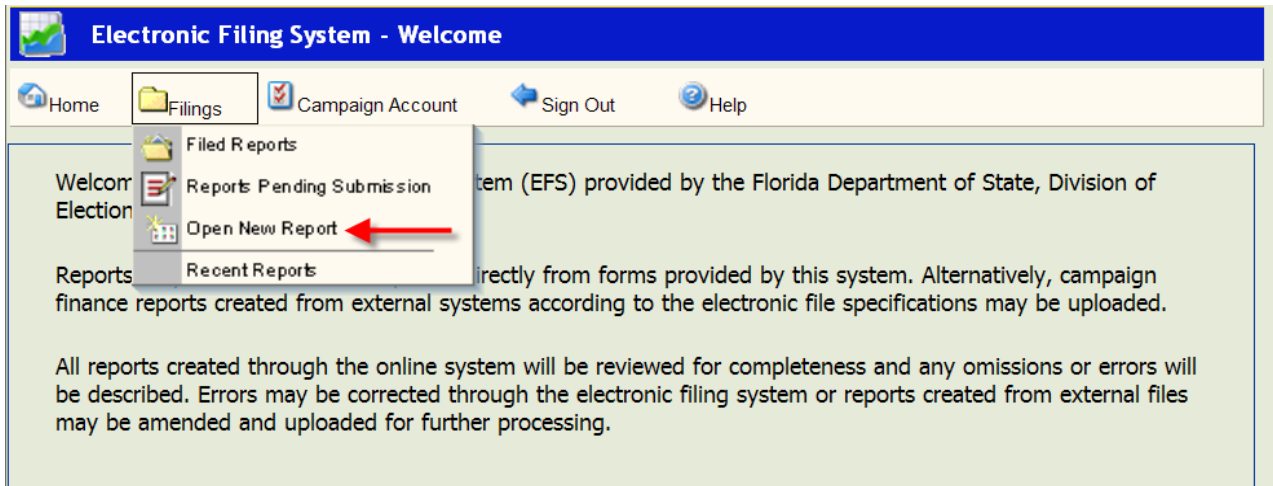 Electronic Filing System - Welcome
Home Filings Campaign Account Sign Out Help
Filed Reports
Reports Pending Submission
Open New Report
Recent Reports
(EFS) provided by the Florida Department of State, Division of
Reports directly from forms provided by this system. Alternatively, campaign
finance reports created from external systems according to the electronic file specifications may be uploaded.
All reports created through the online system will be reviewed for completeness and any omissions or errors will
be described. Errors may be corrected through the electronic filing system or reports created from external files
may be amended and uploaded for further processing.